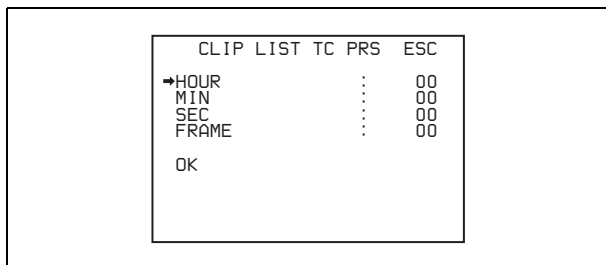 CLIP LIST TC PRS ESC
➡HOUR : 00
MIN : 00
SEC : 00
FRAME : 00
OK